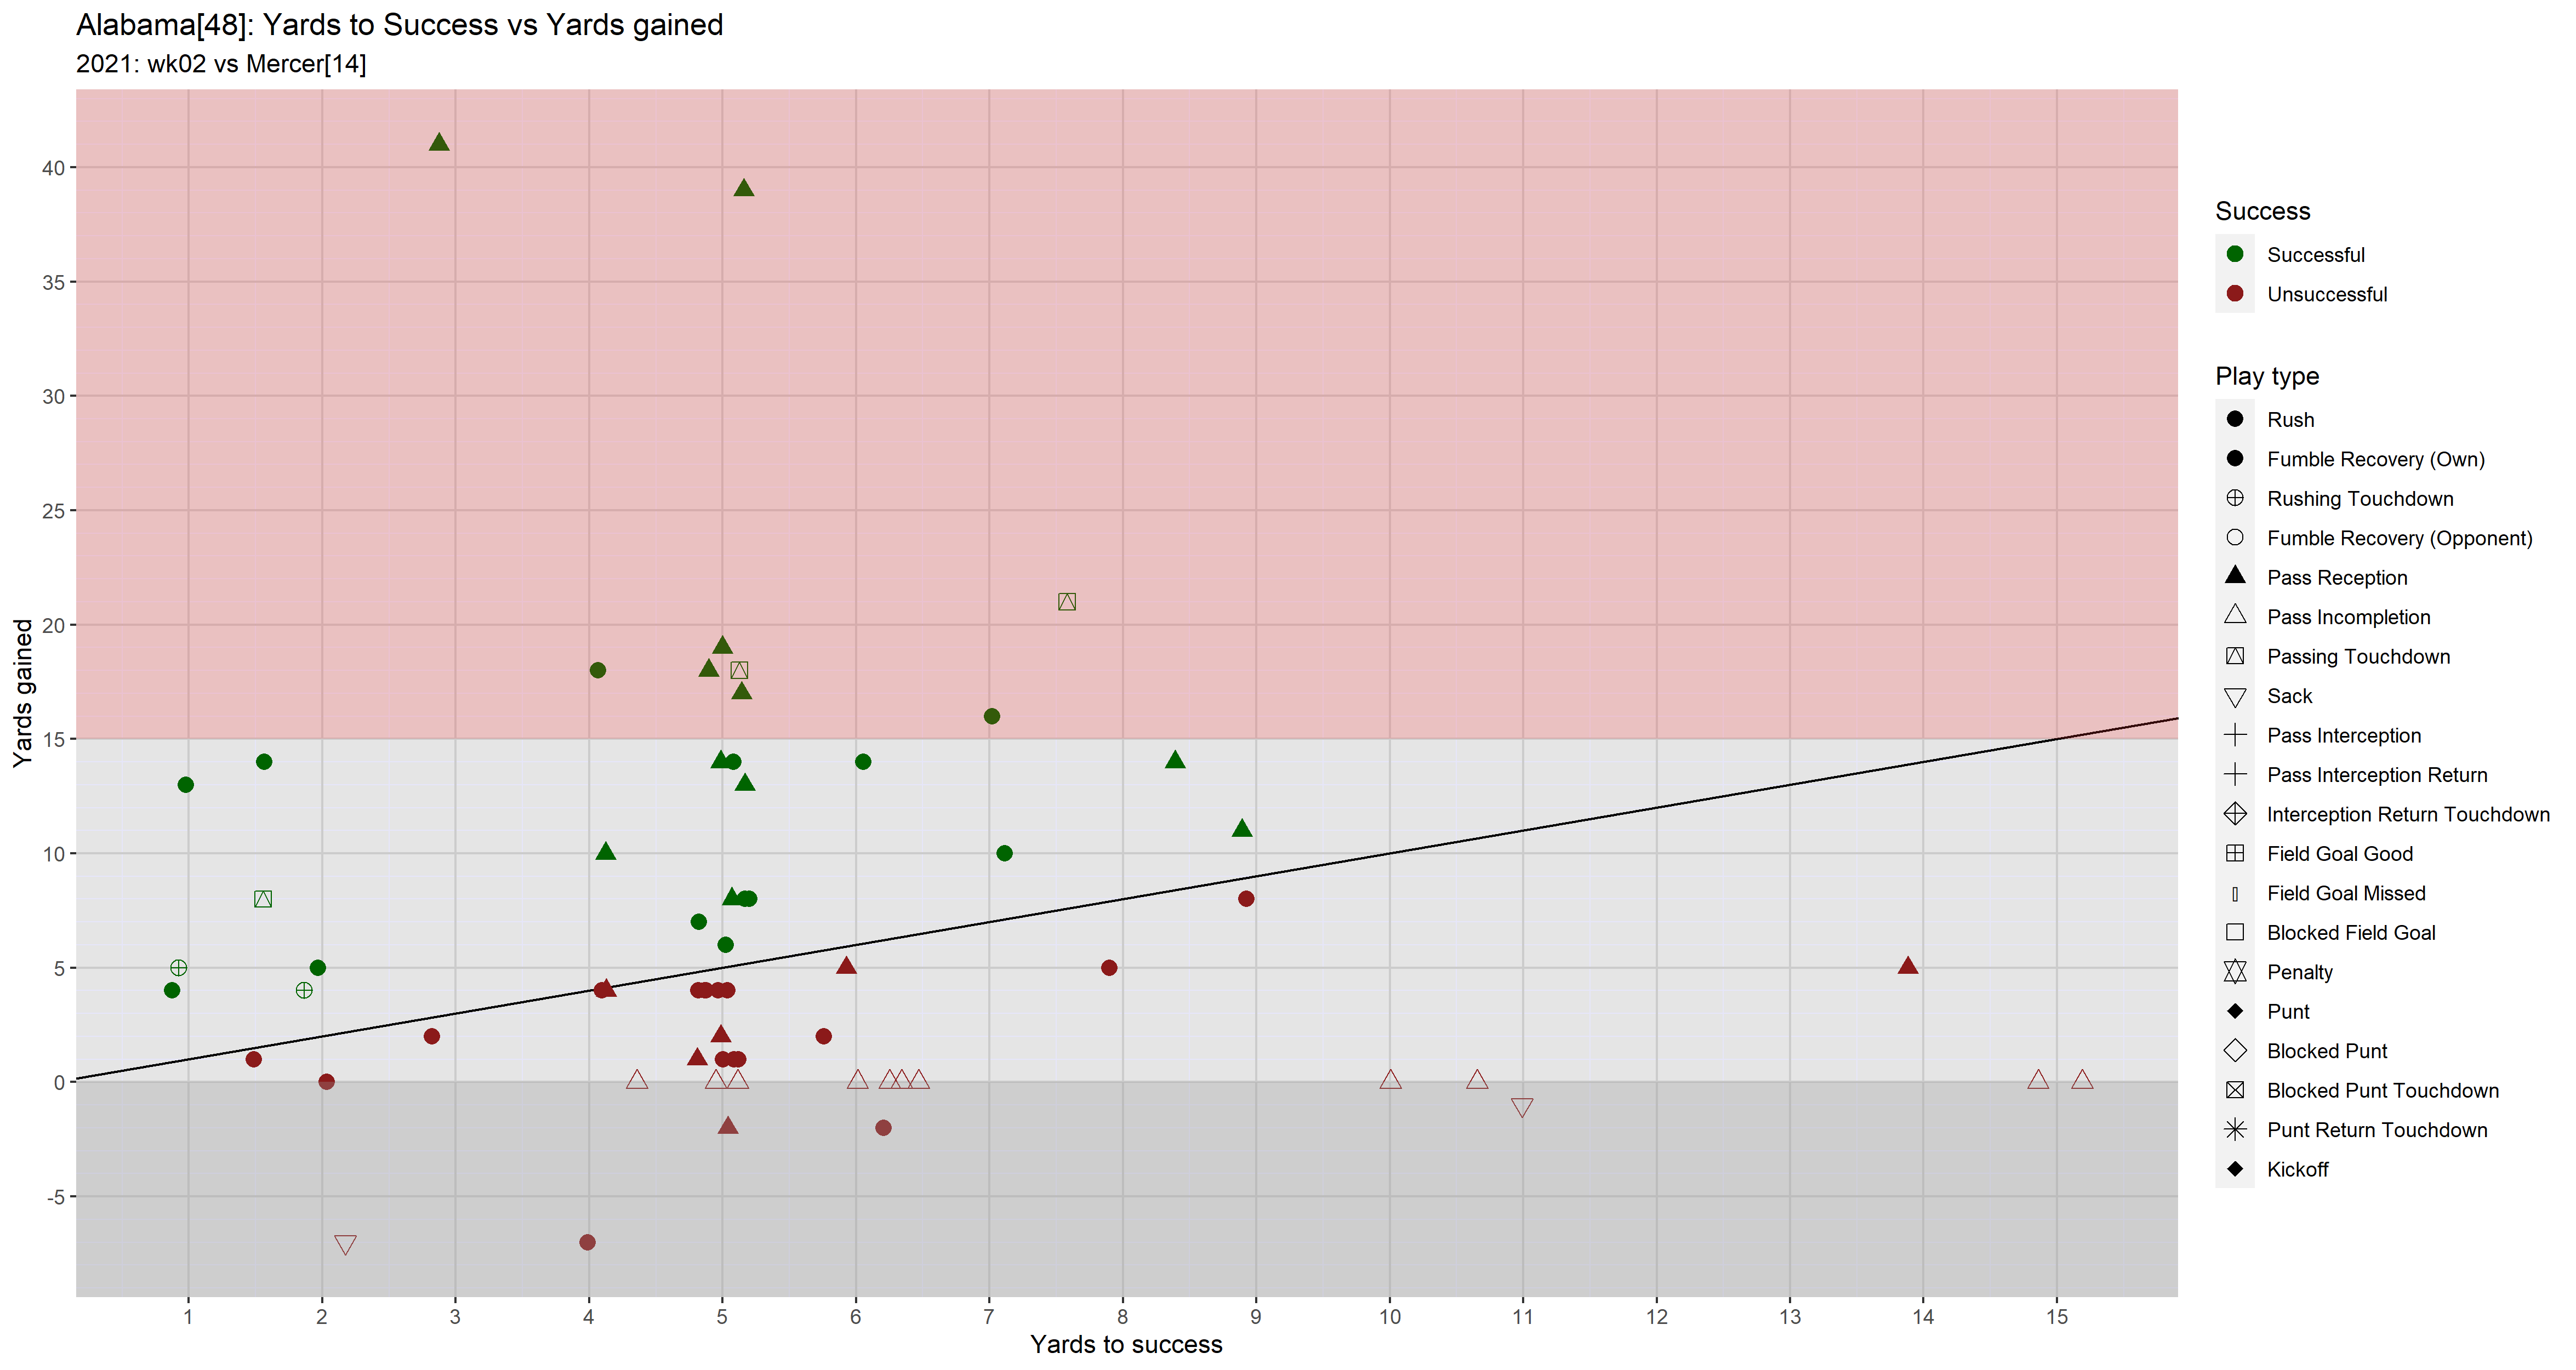 Alabama[48]: Yards to Success vs Yards gained
2021: wk02 vs Mercer[14]
Yards gained
40
35
30
25
20
15
10
5
0
-5
1 2 3 4 5 6 7 8 9 10 11 12 13 14 15
Yards to success
Success
Successful
Unsuccessful
Play type
Rush
Fumble Recovery (Own)
Rushing Touchdown
Fumble Recovery (Opponent)
Pass Reception
Pass Incompletion
Passing Touchdown
Sack
Pass Interception
Pass Interception Return
Interception Return Touchdown
Field Goal Good
Field Goal Missed
Blocked Field Goal
Penalty
Punt
Blocked Punt
Blocked Punt Touchdown
Punt Return Touchdown
Kickoff